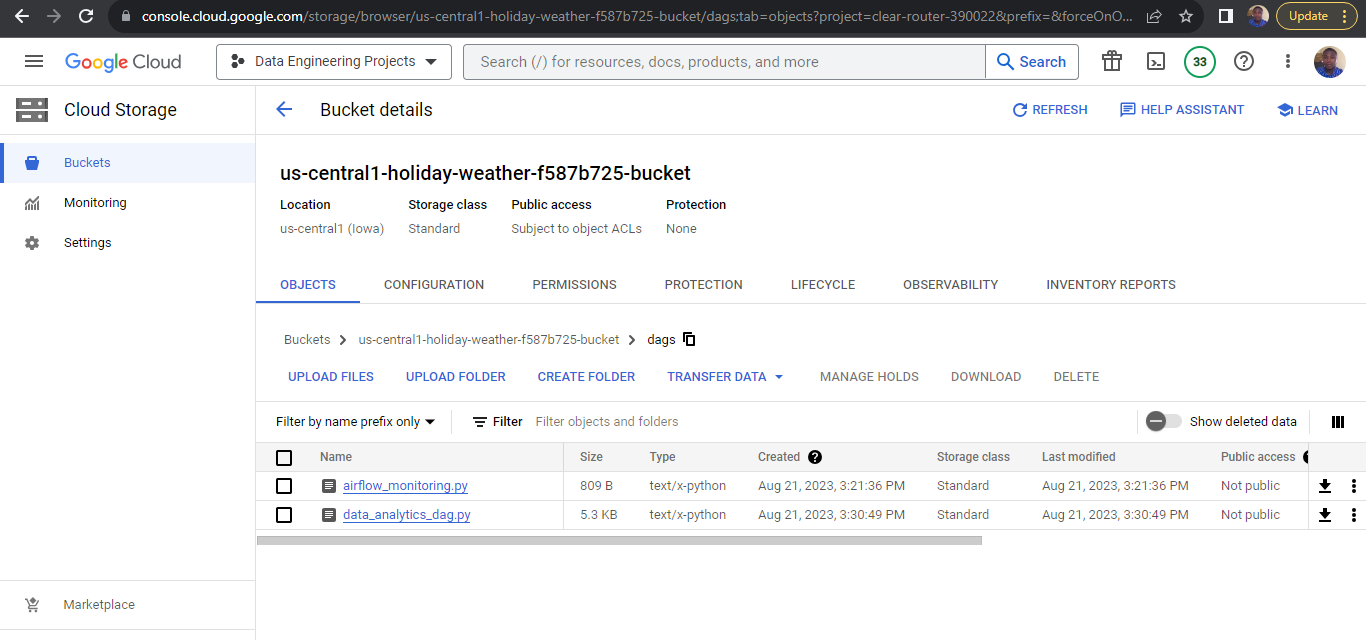 console.cloud.google.com/storage/browser/us-central1-holiday-weather-f587b725-bucket/dags;tab=objects?project=clear-router-390022&prefix=&forceOnO...
Update
Google Cloud
Data Engineering Projects
Search (/) for resources, docs, products, and more
Search
33
Cloud Storage
Bucket details
REFRESH
HELP ASSISTANT
LEARN
Buckets
Monitoring
Settings
Marketplace
us-central1-holiday-weather-f587b725-bucket
Location Storage class Public access Protection
us-central1 (Iowa) Standard Subject to object ACLs None
OBJECTS CONFIGURATION PERMISSIONS PROTECTION LIFECYCLE OBSERVABILITY INVENTORY REPORTS
Buckets > us-central1-holiday-weather-f587b725-bucket > dags
UPLOAD FILES UPLOAD FOLDER CREATE FOLDER TRANSFER DATA MANAGE HOLDS DOWNLOAD DELETE
Filter by name prefix only Filter Filter objects and folders Show deleted data
Name Size Type Created Storage class Last modified Public access
airflow_monitoring.py 809 B text/x-python Aug 21, 2023, 3:21:36 PM Standard Aug 21, 2023, 3:21:36 PM Not public
data_analytics_dag.py 5.3 KB text/x-python Aug 21, 2023, 3:30:49 PM Standard Aug 21, 2023, 3:30:49 PM Not public